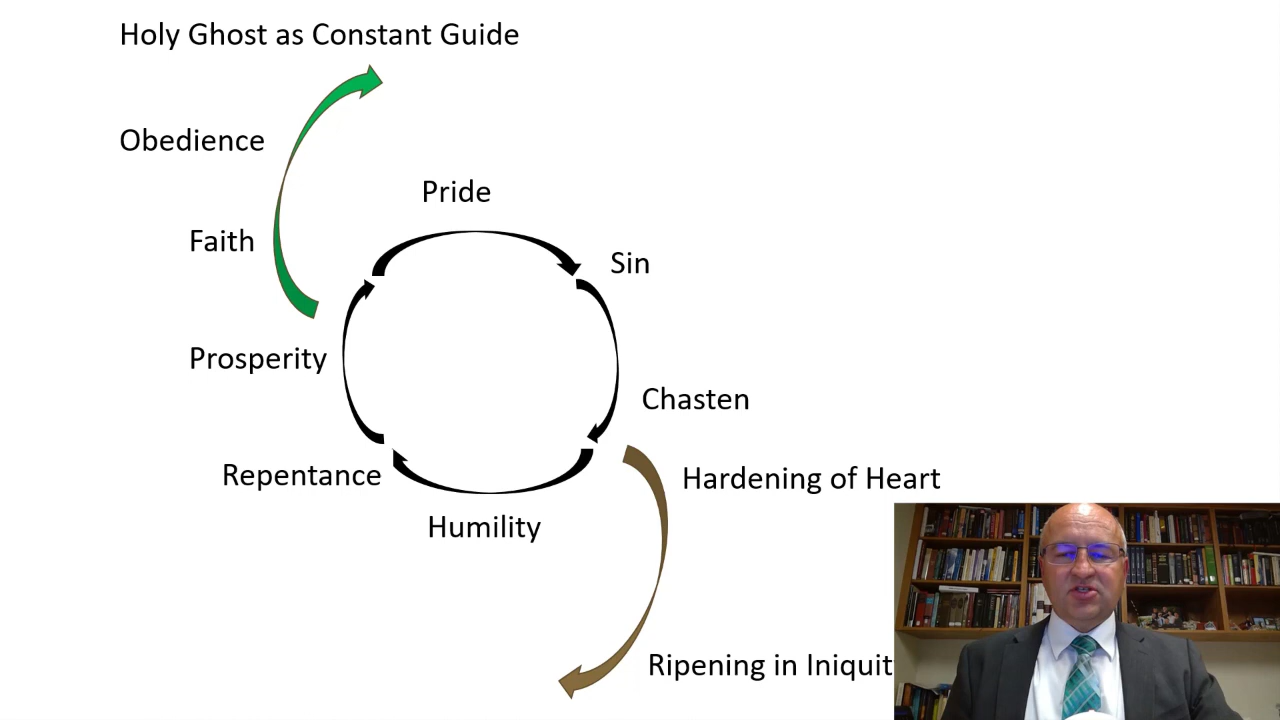 Holy Ghost as Constant Guide
Obedience
Pride
Faith
Sin
Prosperity
Chasten
Repentance
Hardening of Heart
Humility
Ripening in Iniquit